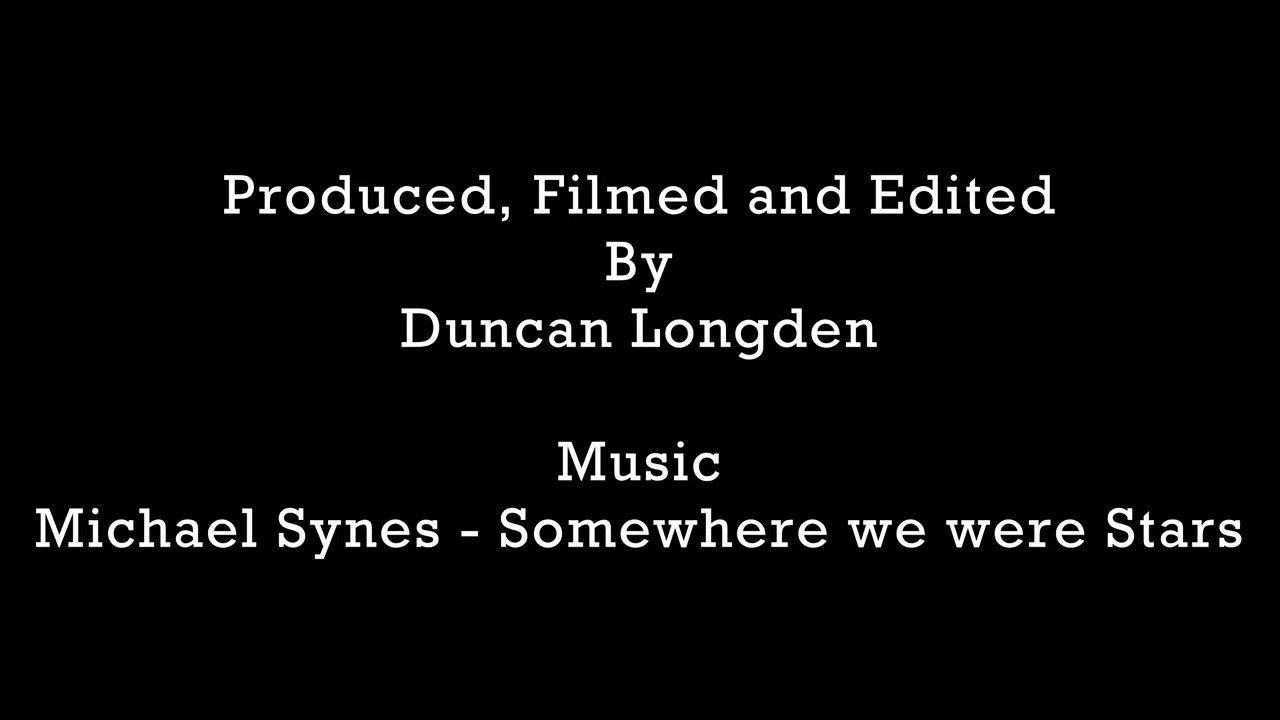 Produced, Filmed and Edited
By
Duncan Longden
Music
Michael Synes - Somewhere we were Stars